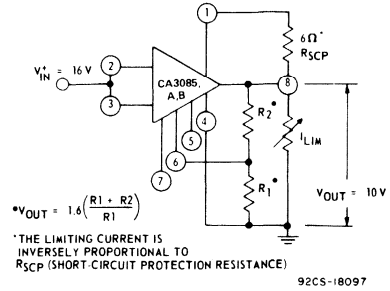 1
6Ω*
RSCP
V+IN = 16 V
2
CA3085,
A,B
8
3
R2•
ILIM
5
4
7
6
R1•
VOUT = 10 V
•VOUT = 1.6(R1 + R2/R1)
*THE LIMITING CURRENT IS
INVERSELY PROPORTIONAL TO
RSCP (SHORT-CIRCUIT PROTECTION RESISTANCE)
92CS-18097